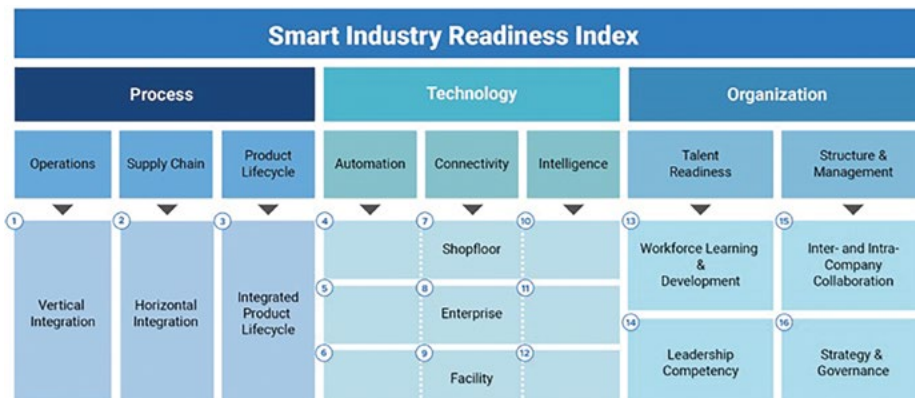 Smart Industry Readiness Index
Process
Technology
Organization
Operations
Supply Chain
Product
Lifecycle
Automation
Connectivity
Intelligence
Talent
Readiness
Structure &
Management
1
Vertical
Integration
2
Horizontal
Integration
3
Integrated
Product
Lifecycle
4
7
10
Shopfloor
5
8
11
Enterprise
6
9
12
Facility
13
Workforce Learning
&
Development
15
Inter- and Intra-
Company
Collaboration
14
Leadership
Competency
16
Strategy &
Governance